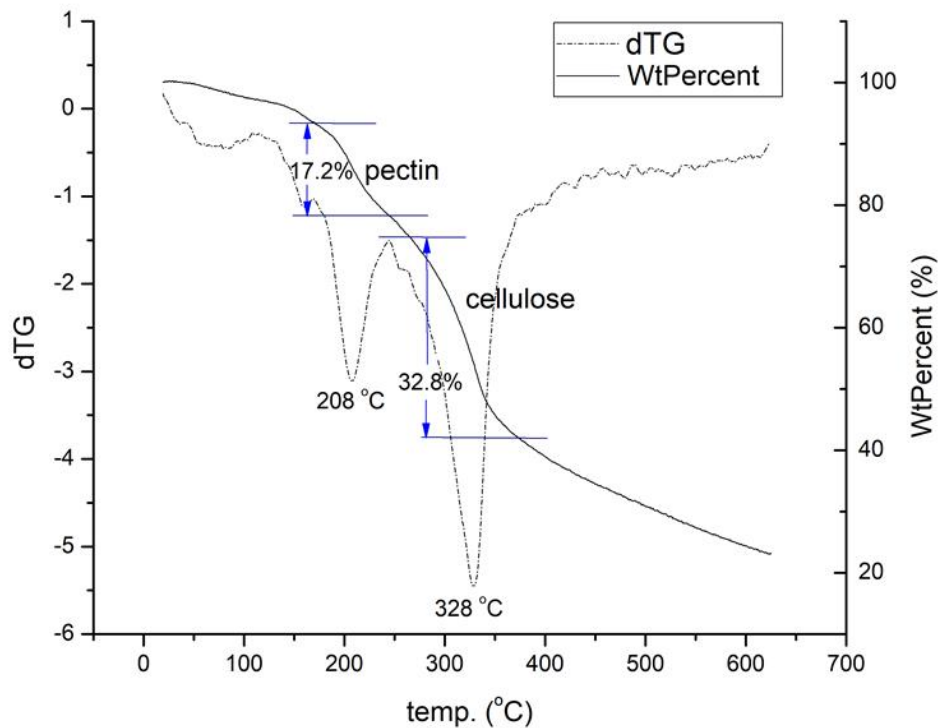 dTG
WtPercent
1
0
-1
-2
-3
-4
-5
-6
dTG
100
80
60
40
20
WtPercent (%)
17.2% pectin
cellulose
32.8%
208 °C
328 °C
0 100 200 300 400 500 600 700
temp. (°C)